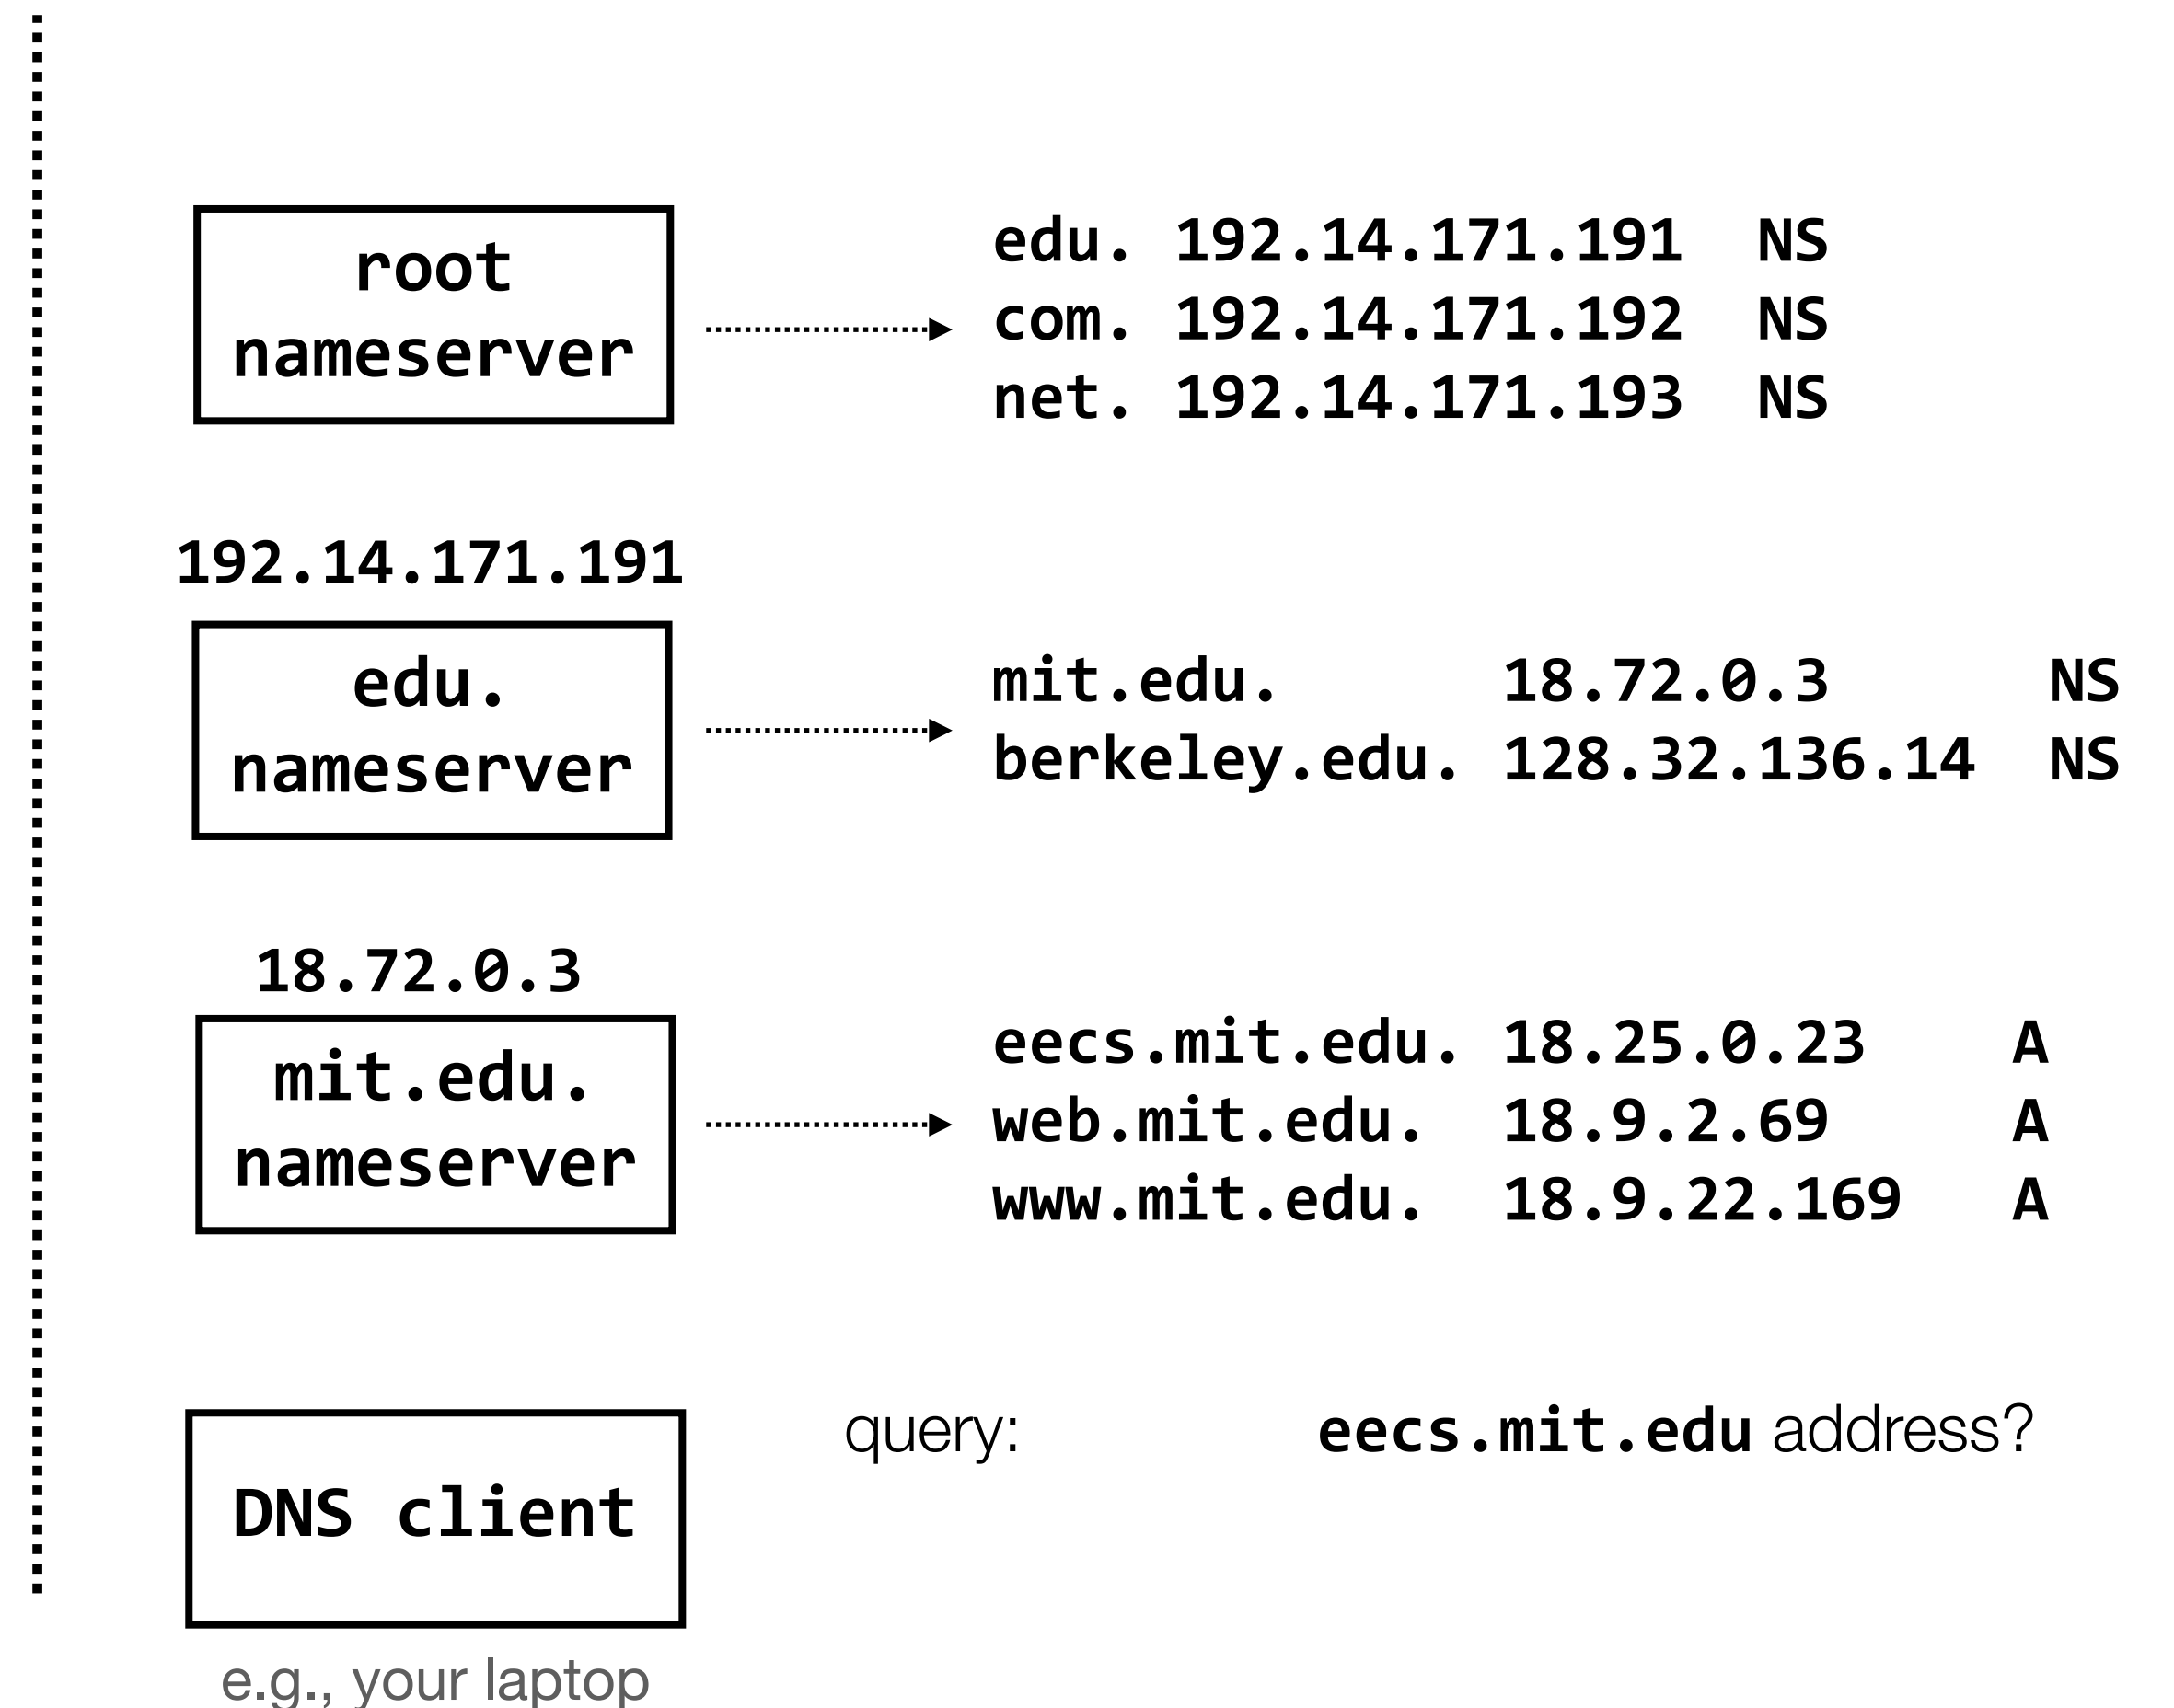 root
nameserver
edu. 192.14.171.191 NS
com. 192.14.171.192 NS
net. 192.14.171.193 NS
192.14.171.191
edu.
nameserver
mit.edu. 18.72.0.3 NS
berkeley.edu. 128.32.136.14 NS
18.72.0.3
mit.edu.
nameserver
eecs.mit.edu. 18.25.0.23 A
web.mit.edu. 18.9.2.69 A
www.mit.edu. 18.9.22.169 A
DNS client
query: eecs.mit.edu address?
e.g., your laptop